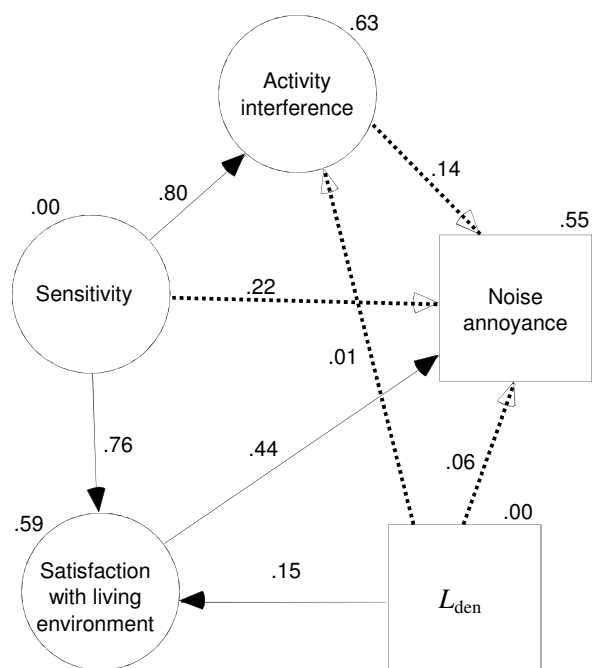 .63
Activity
interference
.14
.80
.00
.55
Sensitivity
.22
Noise
annoyance
.01
.76
.44
.06
.59
.00
.15
Satisfaction
with living
environment
L_den